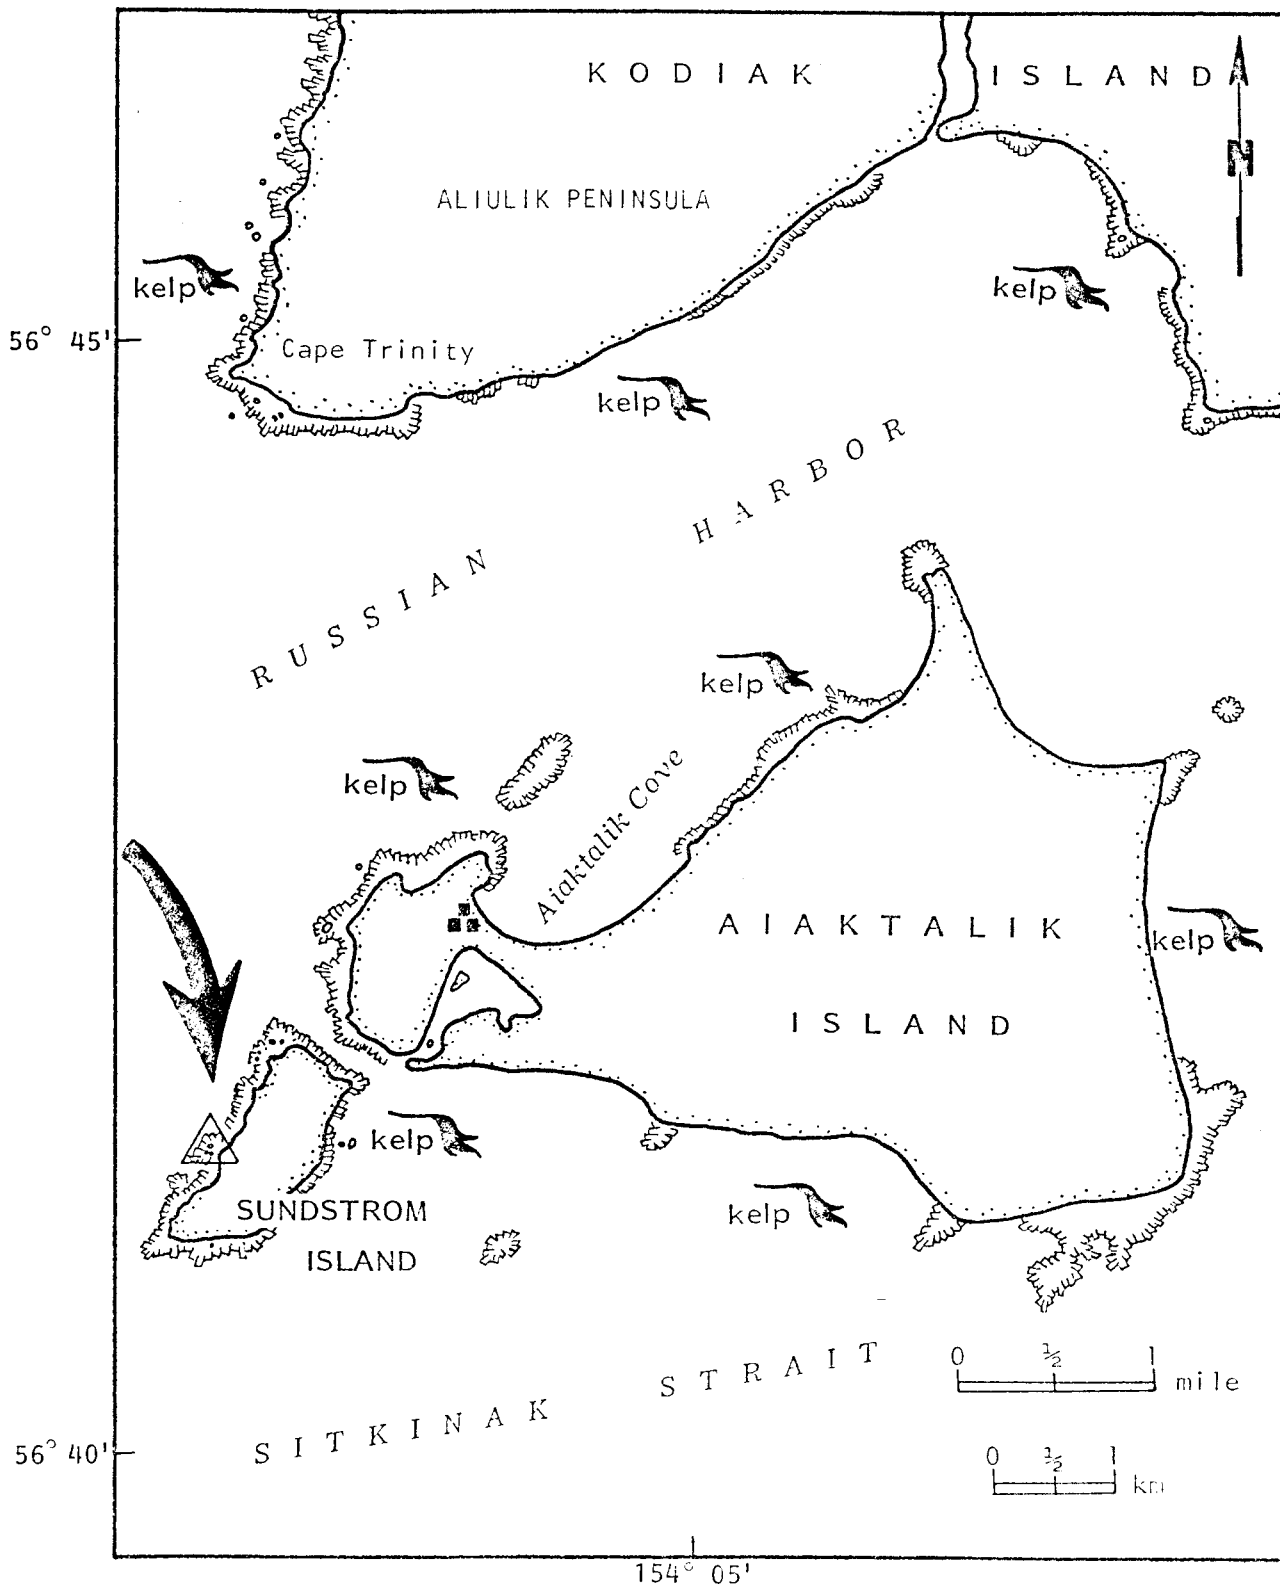 KODIAK ISLAND
N
ALIULIK PENINSULA
kelp
kelp
56° 45'
Cape Trinity
kelp
RUSSIAN HARBOR
kelp
kelp
Aiaktalik Cove
AIAKTALIK
ISLAND
kelp
kelp
kelp
SUNDSTROM
ISLAND
SITKINAK STRAIT
0 ½ 1
mile
56° 40'
0 ½ 1
km
154° 05'